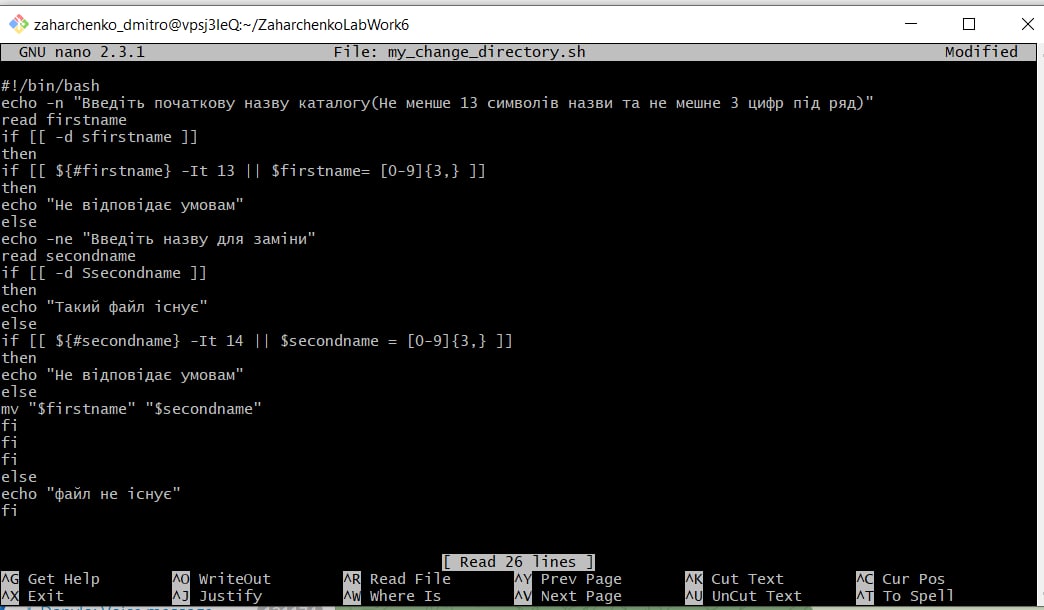 zaharchenko_dmitro@vpsj3IeQ:~/ZaharchenkoLabWork6
GNU nano 2.3.1 File: my_change_directory.sh Modified
#!/bin/bash
echo -n "Введіть початкову назву каталогу(Не менше 13 символів назви та не мешне 3 цифр під ряд)"
read firstname
if [[ -d sfirstname ]]
then
if [[ ${#firstname} -It 13 || $firstname= [0-9]{3,} ]]
then
echo "Не відповідає умовам"
else
echo -ne "Введіть назву для заміни"
read secondname
if [[ -d Ssecondname ]]
then
echo "Такий файл існує"
else
if [[ ${#secondname} -It 14 || $secondname = [0-9]{3,} ]]
then
echo "Не відповідає умовам"
else
mv "$firstname" "$secondname"
fi
fi
fi
else
echo "файл не існує"
fi
[ Read 26 lines ]
^G Get Help ^O WriteOut ^R Read File ^Y Prev Page ^K Cut Text ^C Cur Pos
^X Exit ^J Justify ^W Where Is ^V Next Page ^U UnCut Text ^T To Spell